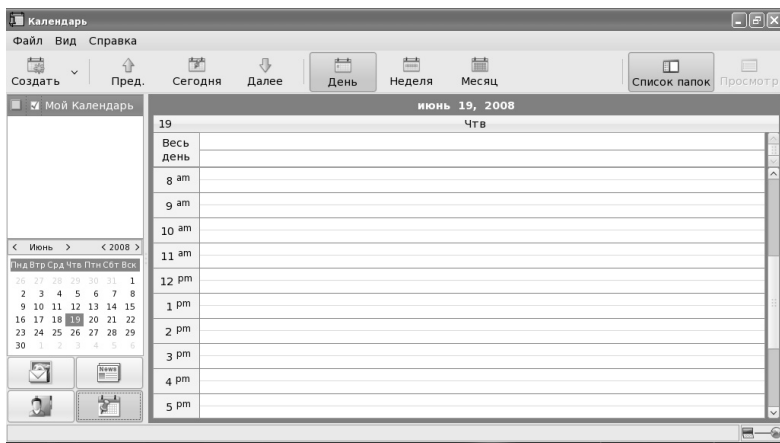 Календарь
Файл Вид Справка
Создать Пред. Сегодня Далее День Неделя Месяц Список папок Просмотр
Мой Календарь
июнь 19, 2008
19 Чтв
Весь день
8 am
9 am
10 am
11 am
12 pm
1 pm
2 pm
3 pm
4 pm
5 pm
< Июнь > < 2008 >
Пнд Втр Срд Чтв Птн Сбт Вск
26 27 28 29 30 31 1
2 3 4 5 6 7 8
9 10 11 12 13 14 15
16 17 18 19 20 21 22
23 24 25 26 27 28 29
30 1 2 3 4 5 6
News